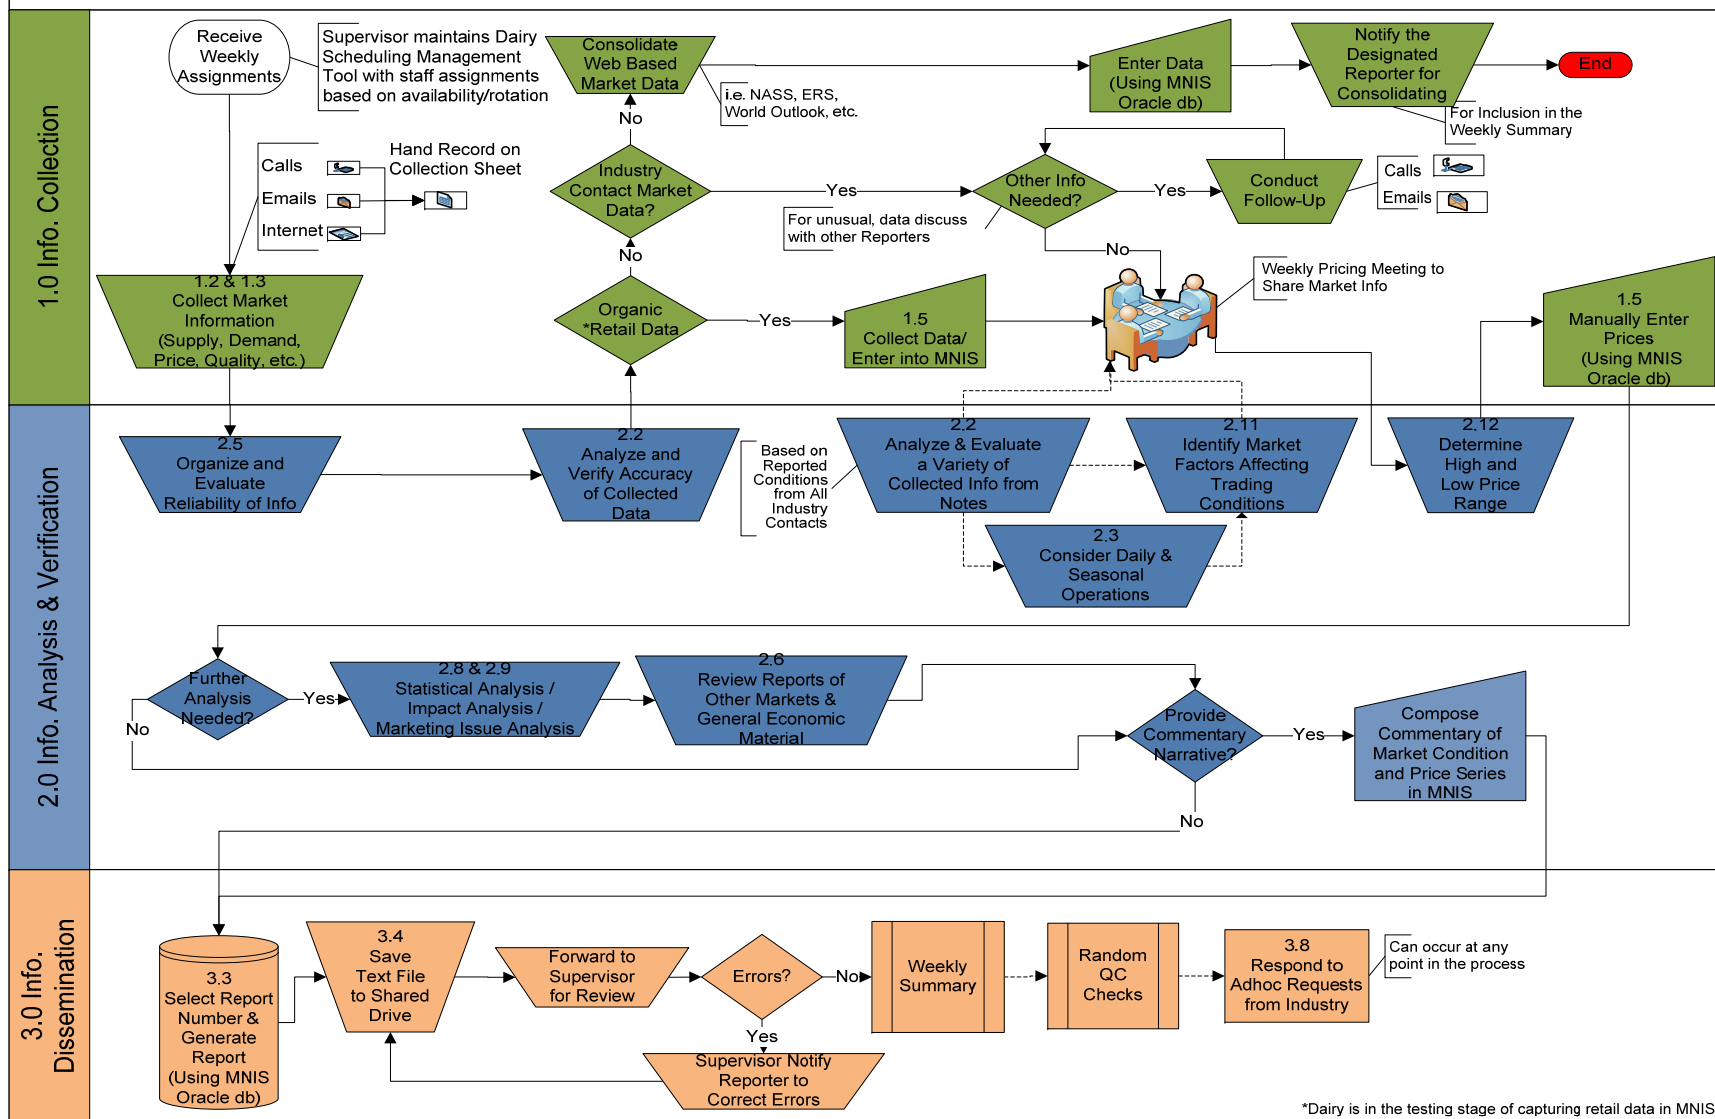 1.0 Info. Collection
Receive
Weekly
Assignments
Supervisor maintains Dairy
Scheduling Management
Tool with staff assignments
based on availability/rotation
Consolidate
Web Based
Market Data
i.e. NASS, ERS,
World Outlook, etc.
Enter Data
(Using MNIS
Oracle db)
Notify the
Designated
Reporter for
Consolidating
End
For Inclusion in the
Weekly Summary
No
Calls
Emails
Internet
Hand Record on
Collection Sheet
Industry
Contact Market
Data?
Yes
Other Info
Needed?
Yes
Conduct
Follow-Up
Calls
Emails
For unusual, data discuss
with other Reporters
No
No
1.2 & 1.3
Collect Market
Information
(Supply, Demand,
Price, Quality, etc.)
Organic
*Retail Data
Yes
1.5
Collect Data/
Enter into MNIS
Weekly Pricing Meeting to
Share Market Info
1.5
Manually Enter
Prices
(Using MNIS
Oracle db)
2.0 Info. Analysis & Verification
2.5
Organize and
Evaluate
Reliability of Info
2.2
Analyze and
Verify Accuracy
of Collected
Data
Based on
Reported
Conditions
from All
Industry
Contacts
2.2
Analyze & Evaluate
a Variety of
Collected Info from
Notes
2.11
Identify Market
Factors Affecting
Trading
Conditions
2.12
Determine
High and
Low Price
Range
2.3
Consider Daily &
Seasonal
Operations
Further
Analysis
Needed?
Yes
No
2.8 & 2.9
Statistical Analysis /
Impact Analysis /
Marketing Issue Analysis
2.6
Review Reports of
Other Markets &
General Economic
Material
Provide
Commentary
Narrative?
Yes
No
Compose
Commentary of
Market Condition
and Price Series
in MNIS
3.0 Info.
Dissemination
3.3
Select Report
Number &
Generate
Report
(Using MNIS
Oracle db)
3.4
Save
Text File
to Shared
Drive
Forward to
Supervisor
for Review
Errors?
No
Yes
Supervisor Notify
Reporter to
Correct Errors
Weekly
Summary
Random
QC
Checks
3.8
Respond to
Adhoc Requests
from Industry
Can occur at any
point in the process
*Dairy is in the testing stage of capturing retail data in MNIS